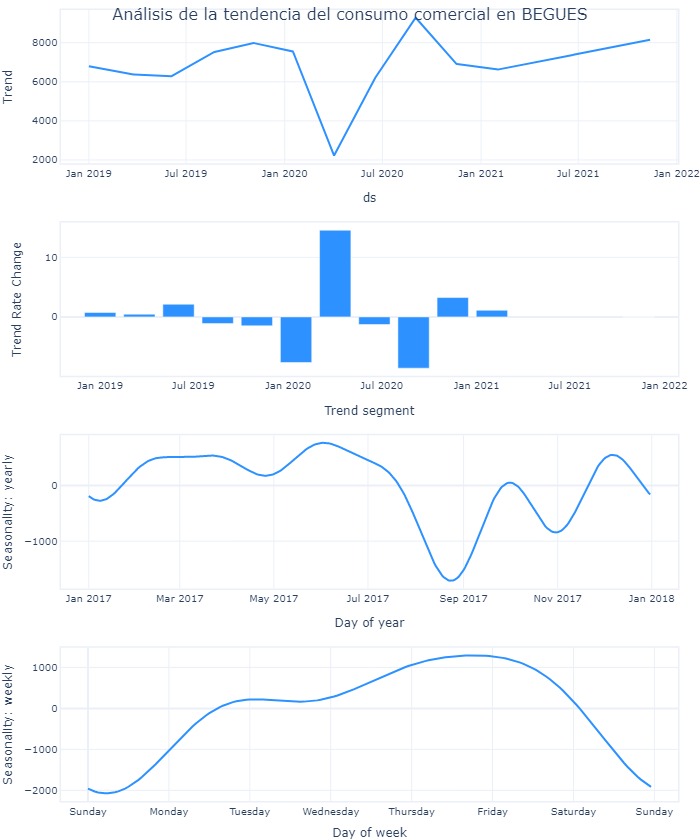 Análisis de la tendencia del consumo comercial en BEGUES
Trend
8000
6000
4000
2000
Jan 2019 Jul 2019 Jan 2020 Jul 2020 Jan 2021 Jul 2021 Jan 2022
ds
Trend Rate Change
10
0
Jan 2019 Jul 2019 Jan 2020 Jul 2020 Jan 2021 Jul 2021 Jan 2022
Trend segment
Seasonality: yearly
0
−1000
Jan 2017 Mar 2017 May 2017 Jul 2017 Sep 2017 Nov 2017 Jan 2018
Day of year
Seasonality: weekly
1000
0
−1000
−2000
Sunday Monday Tuesday Wednesday Thursday Friday Saturday Sunday
Day of week